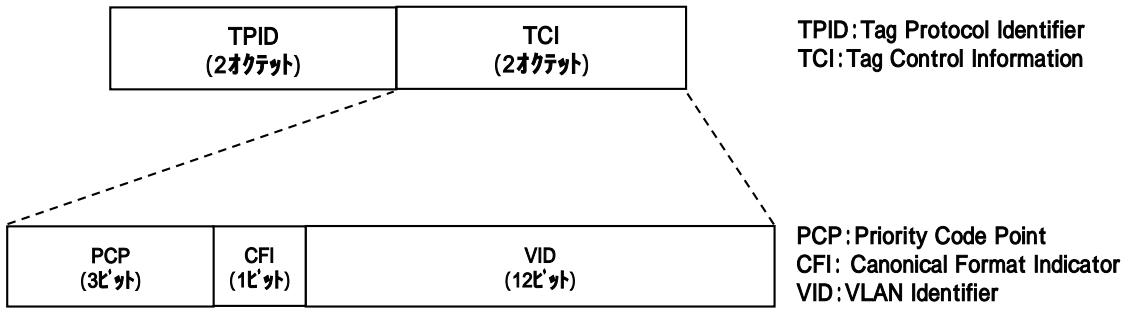 TPID
(2ｵｸﾃｯﾄ)
TCI
(2ｵｸﾃｯﾄ)
TPID:Tag Protocol Identifier
TCI:Tag Control Information
PCP
(3ﾋﾞｯﾄ)
CFI
(1ﾋﾞｯﾄ)
VID
(12ﾋﾞｯﾄ)
PCP:Priority Code Point
CFI: Canonical Format Indicator
VID:VLAN Identifier